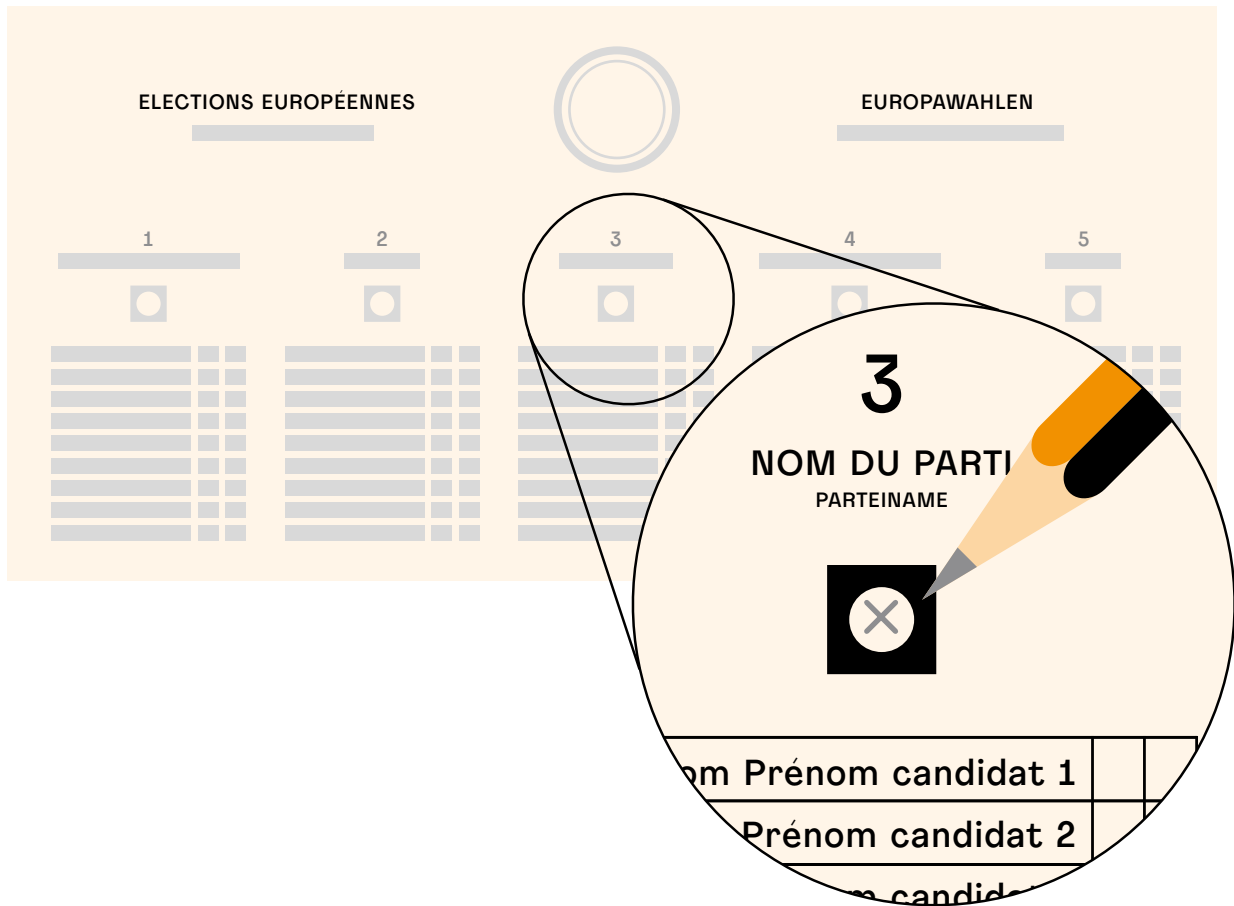 ELECTIONS EUROPÉENNES
EUROPAWAHLEN
1
2
3
4
5
3
NOM DU PARTI
PARTEINAME
om Prénom candidat 1
Prénom candidat 2